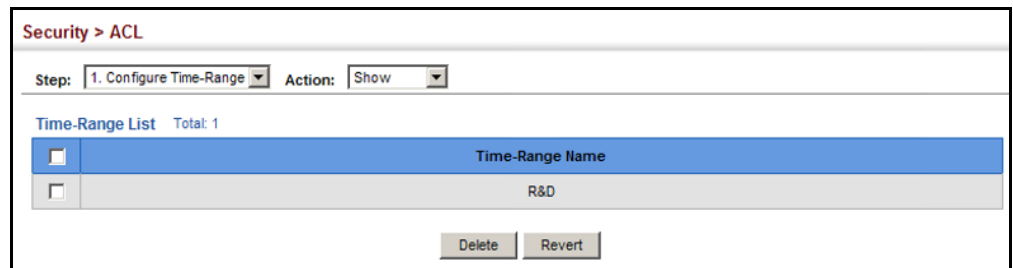 Security > ACL
Step: 1. Configure Time-Range Action: Show
Time-Range List Total: 1
Time-Range Name
R&D
Delete Revert